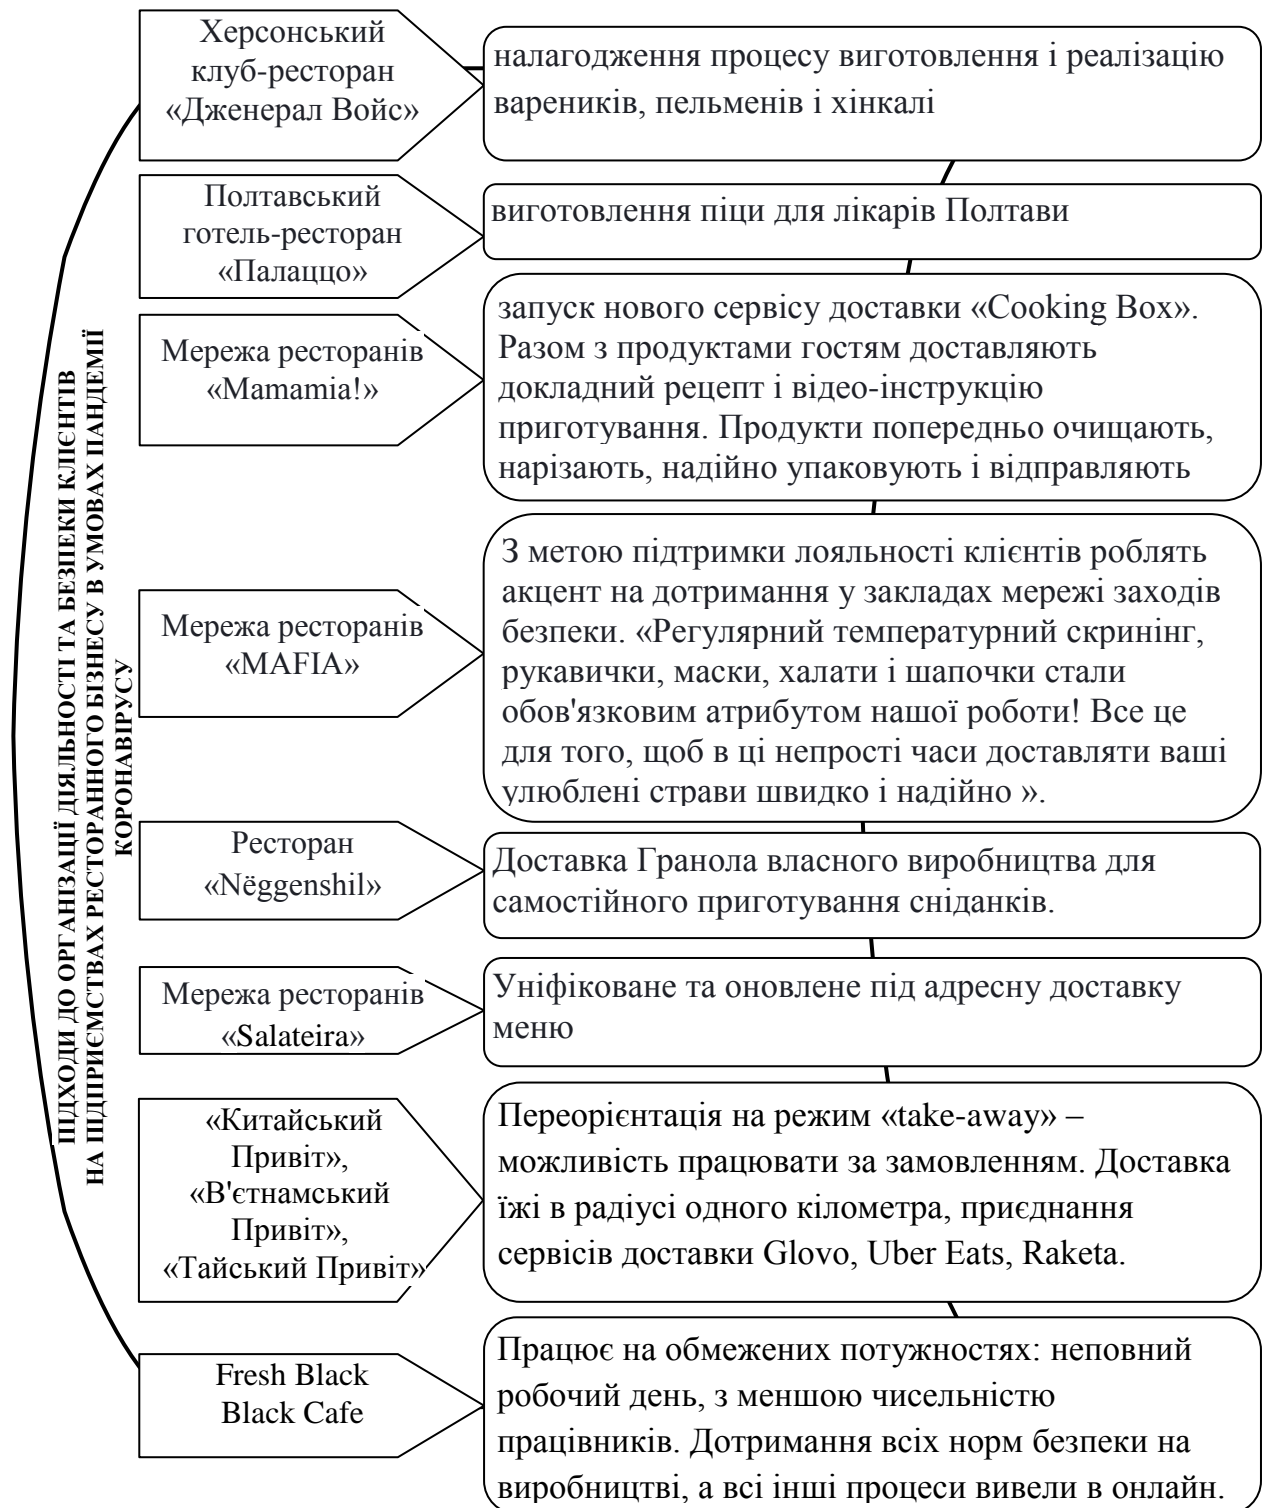 ПІДХОДИ ДО ОРГАНІЗАЦІЇ ДІЯЛЬНОСТІ ТА БЕЗПЕКИ КЛІЄНТІВ
НА ПІДПРИЄМСТВАХ РЕСТОРАННОГО БІЗНЕСУ В УМОВАХ ПАНДЕМІЇ
КОРОНАВІРУСУ
Херсонський
клуб-ресторан
«Дженерал Войс»
налагодження процесу виготовлення і реалізацію
вареників, пельменів і хінкалі
Полтавський
готель-ресторан
«Палаццо»
виготовлення піци для лікарів Полтави
Мережа ресторанів
«Mamamia!»
запуск нового сервісу доставки «Cooking Box».
Разом з продуктами гостям доставляють
докладний рецепт і відео-інструкцію
приготування. Продукти попередньо очищають,
нарізають, надійно упаковують і відправляють
Мережа ресторанів
«MAFIA»
З метою підтримки лояльності клієнтів роблять
акцент на дотримання у закладах мережі заходів
безпеки. «Регулярний температурний скринінг,
рукавички, маски, халати і шапочки стали
обов'язковим атрибутом нашої роботи! Все це
для того, щоб в ці непрості часи доставляти ваші
улюблені страви швидко і надійно ».
Ресторан
«Nëggenshil»
Доставка Гранола власного виробництва для
самостійного приготування сніданків.
Мережа ресторанів
«Salateira»
Уніфіковане та оновлене під адресну доставку
меню
«Китайський
Привіт»,
«В'єтнамський
Привіт»,
«Тайський Привіт»
Переорієнтація на режим «take-away» –
можливість працювати за замовленням. Доставка
їжі в радіусі одного кілометра, приєднання
сервісів доставки Glovo, Uber Eats, Raketa.
Fresh Black
Black Cafe
Працює на обмежених потужностях: неповний
робочий день, з меншою чисельністю
працівників. Дотримання всіх норм безпеки на
виробництві, а всі інші процеси вивели в онлайн.